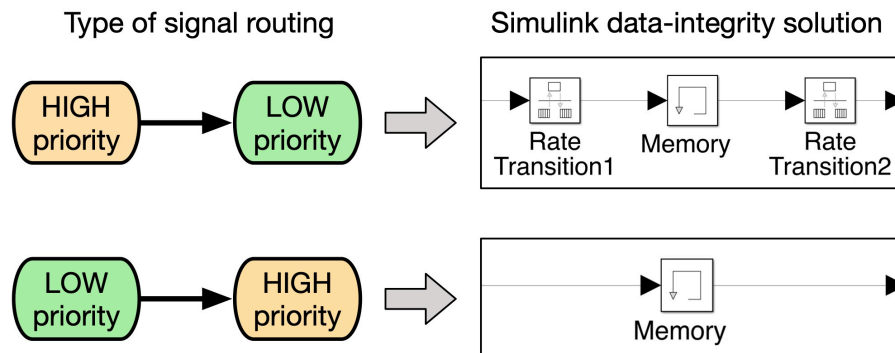 Type of signal routing
Simulink data-integrity solution
HIGH
priority
LOW
priority
Rate
Transition1
Memory
Rate
Transition2
LOW
priority
HIGH
priority
Memory